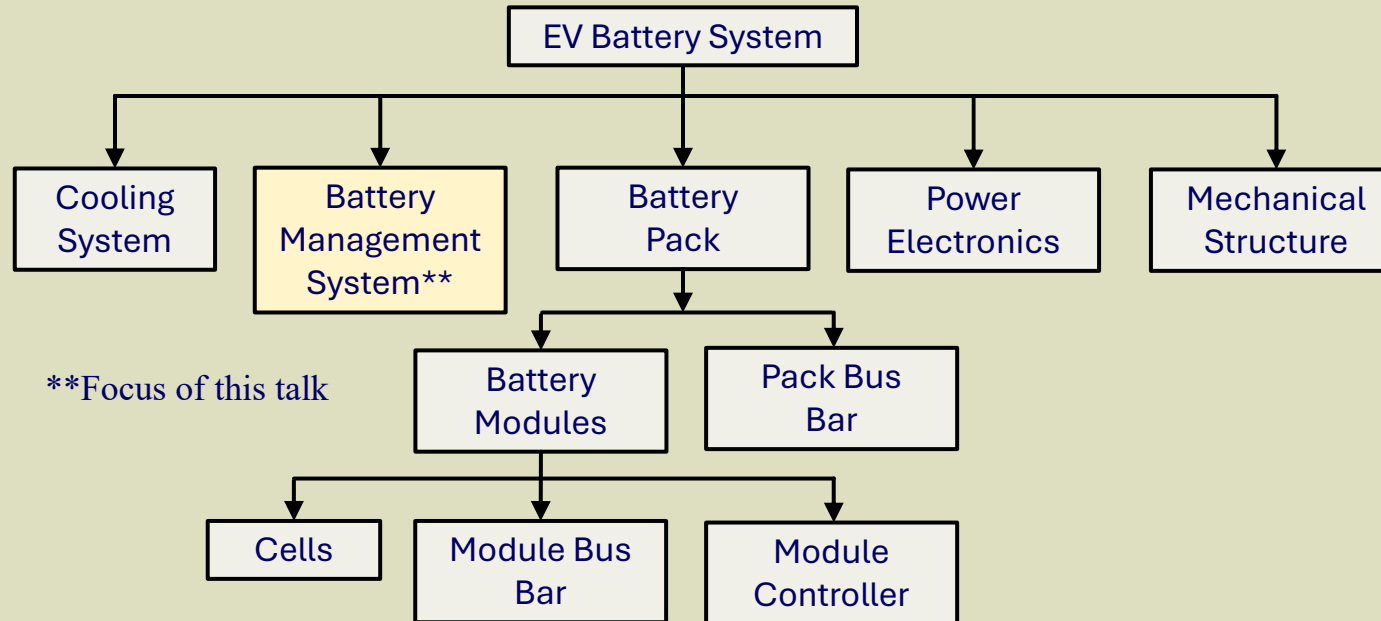 EV Battery System
Cooling
System
Battery
Management
System**
Battery
Pack
Power
Electronics
Mechanical
Structure
**Focus of this talk
Battery
Modules
Pack Bus
Bar
Cells
Module Bus
Bar
Module
Controller